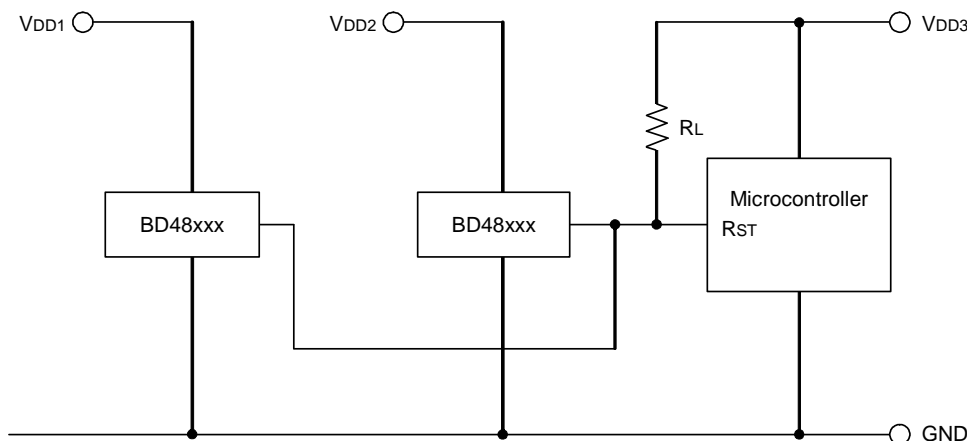 VDD1
VDD2
VDD3
RL
BD48xxx
BD48xxx
Microcontroller
RST
GND